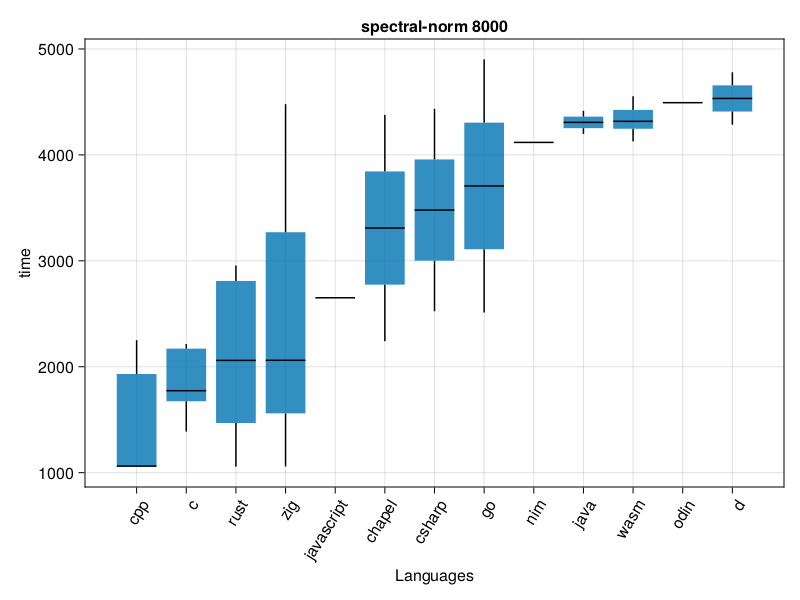 spectral-norm 8000
5000
4000
3000
2000
1000
time
cpp
c
rust
zig
javascript
chapel
csharp
go
nim
java
wasm
odin
d
Languages